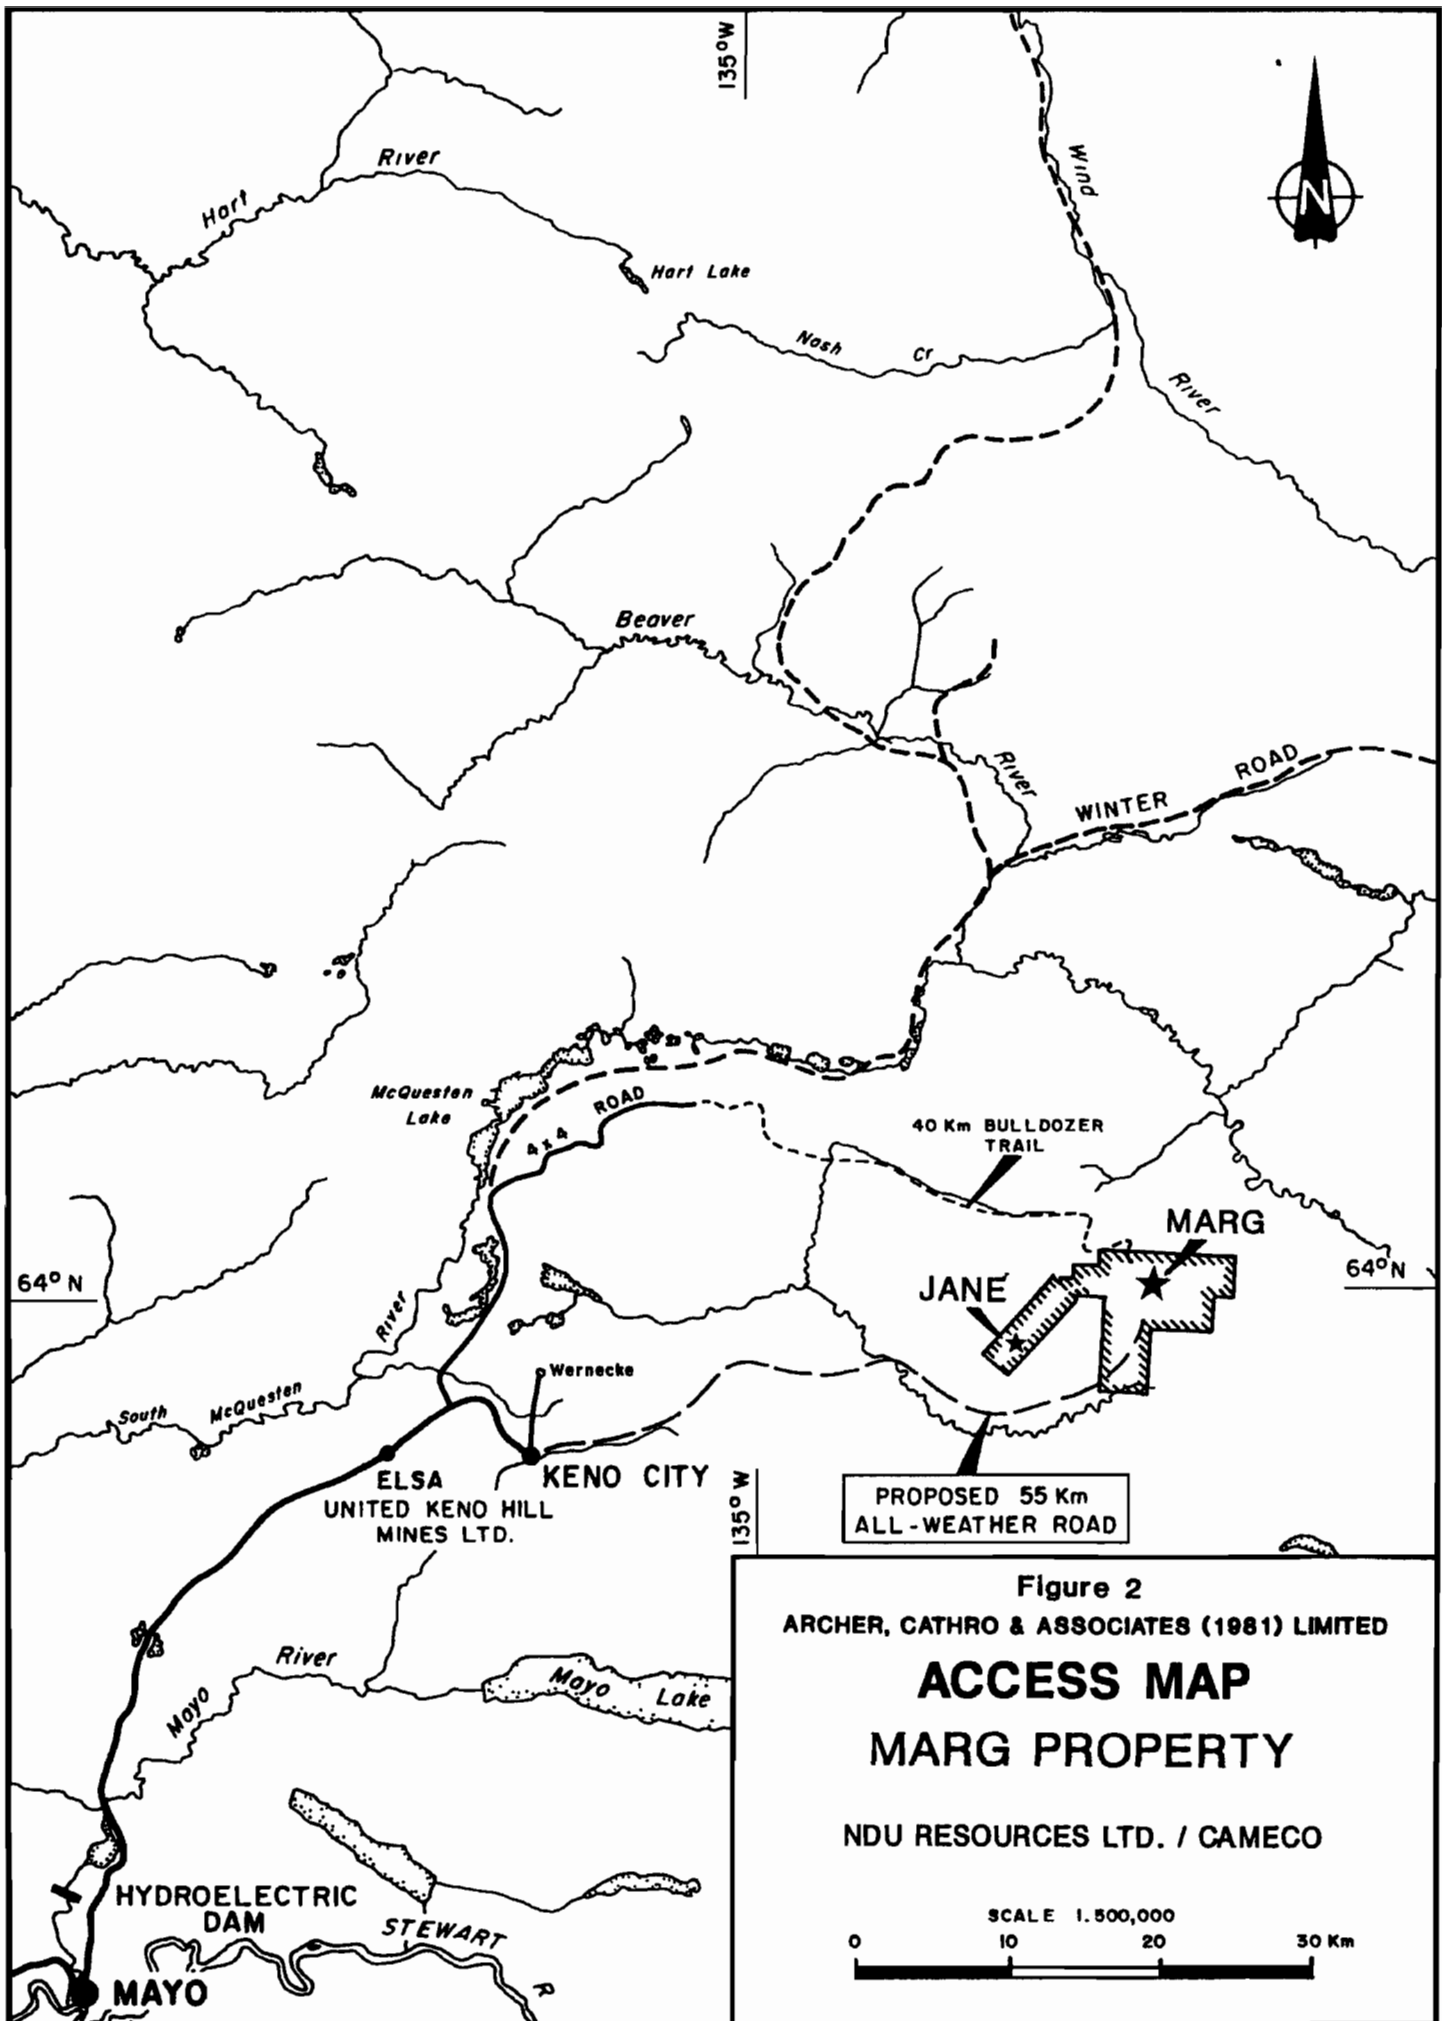 135°W
N
Wind
River
Hart
Hart Lake
Nash Cr
River
Beaver
River
WINTER ROAD
McQuesten
Lake
4 x 4 ROAD
40 Km BULLDOZER
TRAIL
MARG
JANE
64° N
64°N
River
Wernecke
South McQuesten
ELSA
UNITED KENO HILL
MINES LTD.
KENO CITY
135° W
PROPOSED 55 Km
ALL-WEATHER ROAD
River
Mayo
Mayo Lake
HYDROELECTRIC
DAM
STEWART
R
MAYO
Figure 2
ARCHER, CATHRO & ASSOCIATES (1981) LIMITED
ACCESS MAP
MARG PROPERTY
NDU RESOURCES LTD. / CAMECO
SCALE 1.500,000
0 10 20 30 Km